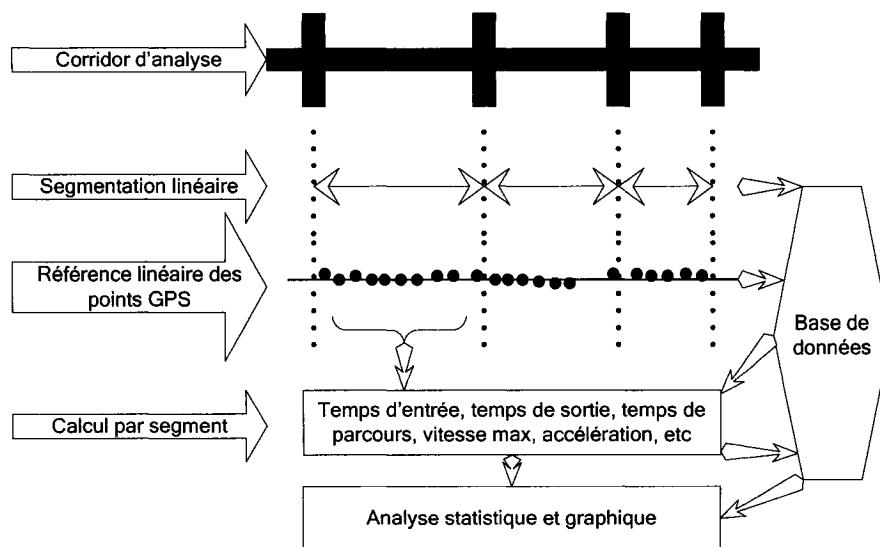 Corridor d'analyse
Segmentation linéaire
Référence linéaire des
points GPS
Base de
données
Calcul par segment
Temps d'entrée, temps de sortie, temps de
parcours, vitesse max, accélération, etc
Analyse statistique et graphique